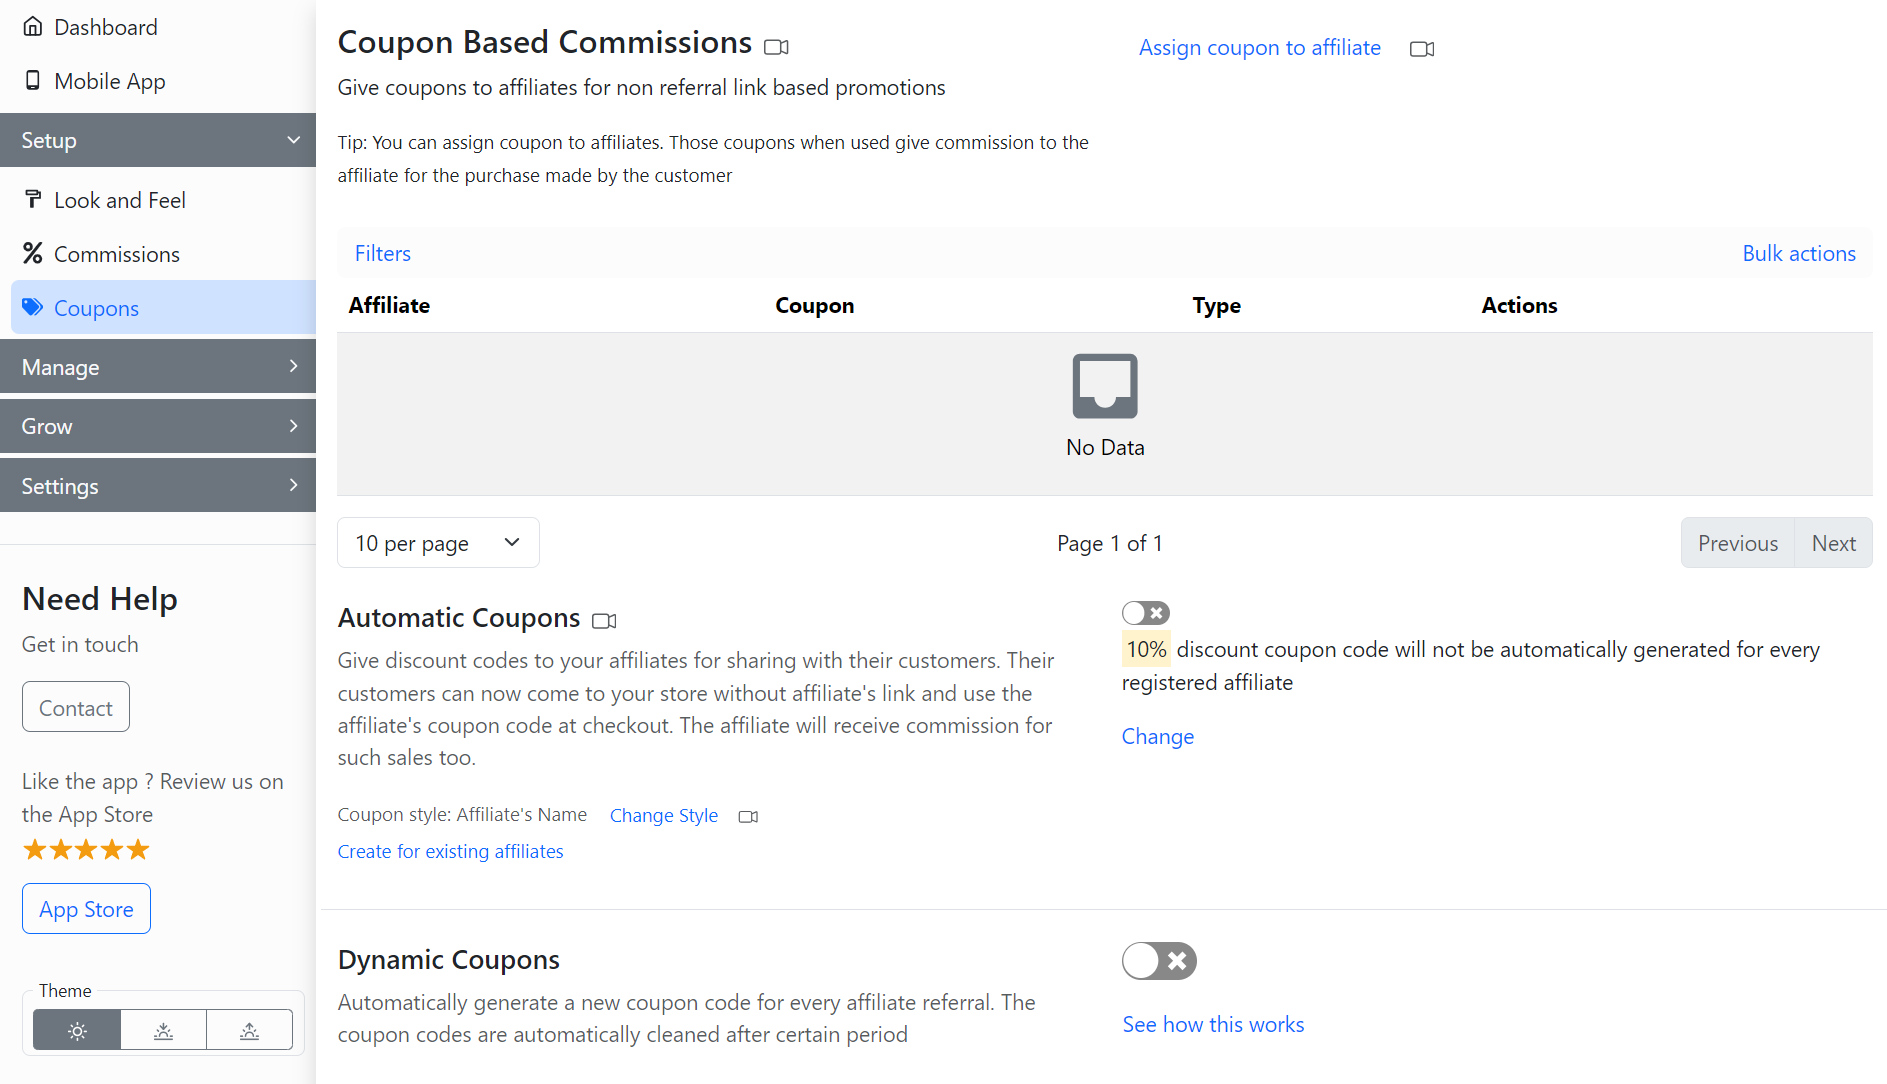 Dashboard
Mobile App
Setup
Look and Feel
Commissions
Coupons
Manage
Grow
Settings
Need Help
Get in touch
Contact
Like the app ? Review us on
the App Store
App Store
Theme
Coupon Based Commissions
Assign coupon to affiliate
Give coupons to affiliates for non referral link based promotions
Tip: You can assign coupon to affiliates. Those coupons when used give commission to the
affiliate for the purchase made by the customer
Filters
Bulk actions
Affiliate Coupon Type Actions
No Data
10 per page
Page 1 of 1
Previous Next
Automatic Coupons
Give discount codes to your affiliates for sharing with their customers. Their
customers can now come to your store without affiliate's link and use the
affiliate's coupon code at checkout. The affiliate will receive commission for
such sales too.
Coupon style: Affiliate's Name Change Style
Create for existing affiliates
10% discount coupon code will not be automatically generated for every
registered affiliate
Change
Dynamic Coupons
Automatically generate a new coupon code for every affiliate referral. The
coupon codes are automatically cleaned after certain period
See how this works